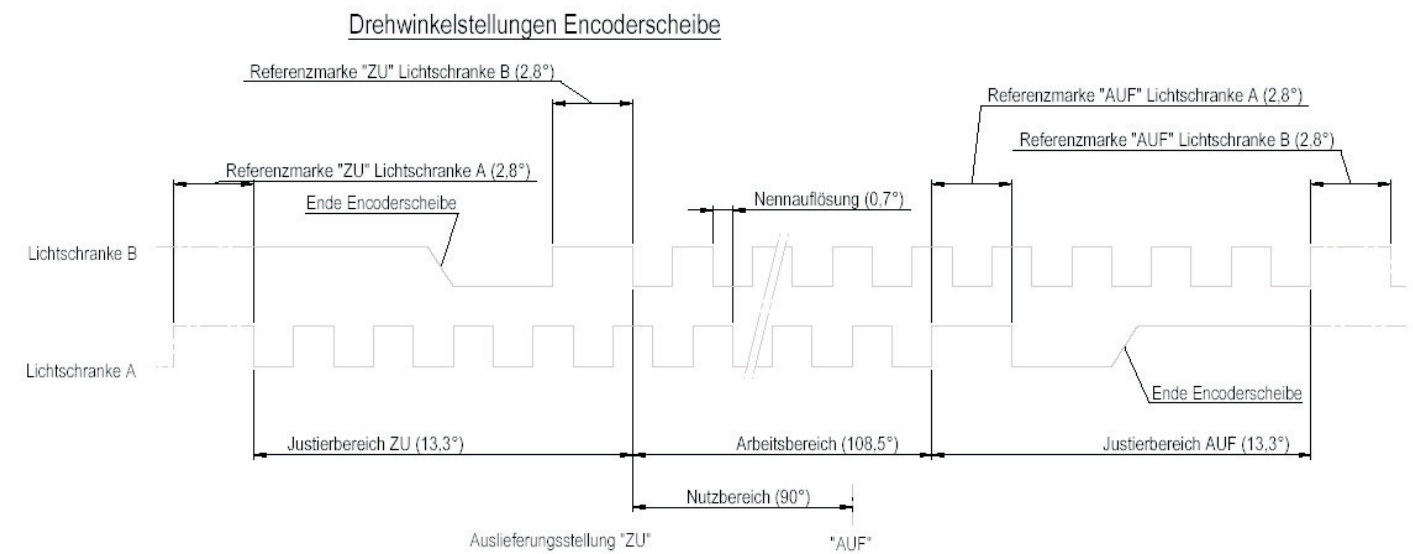 Drehwinkelstellungen Encoderscheibe
Referenzmarke "ZU" Lichtschranke B (2,8°)
Referenzmarke "AUF" Lichtschranke A (2,8°)
Referenzmarke "AUF" Lichtschranke B (2,8°)
Referenzmarke "ZU" Lichtschranke A (2,8°)
Ende Encoderscheibe
Nennauflösung (0,7°)
Lichtschranke B
Lichtschranke A
Ende Encoderscheibe
Justierbereich ZU (13,3°)
Arbeitsbereich (108,5°)
Justierbereich AUF (13,3°)
Nutzbereich (90°)
Auslieferungsstellung "ZU"
"AUF"